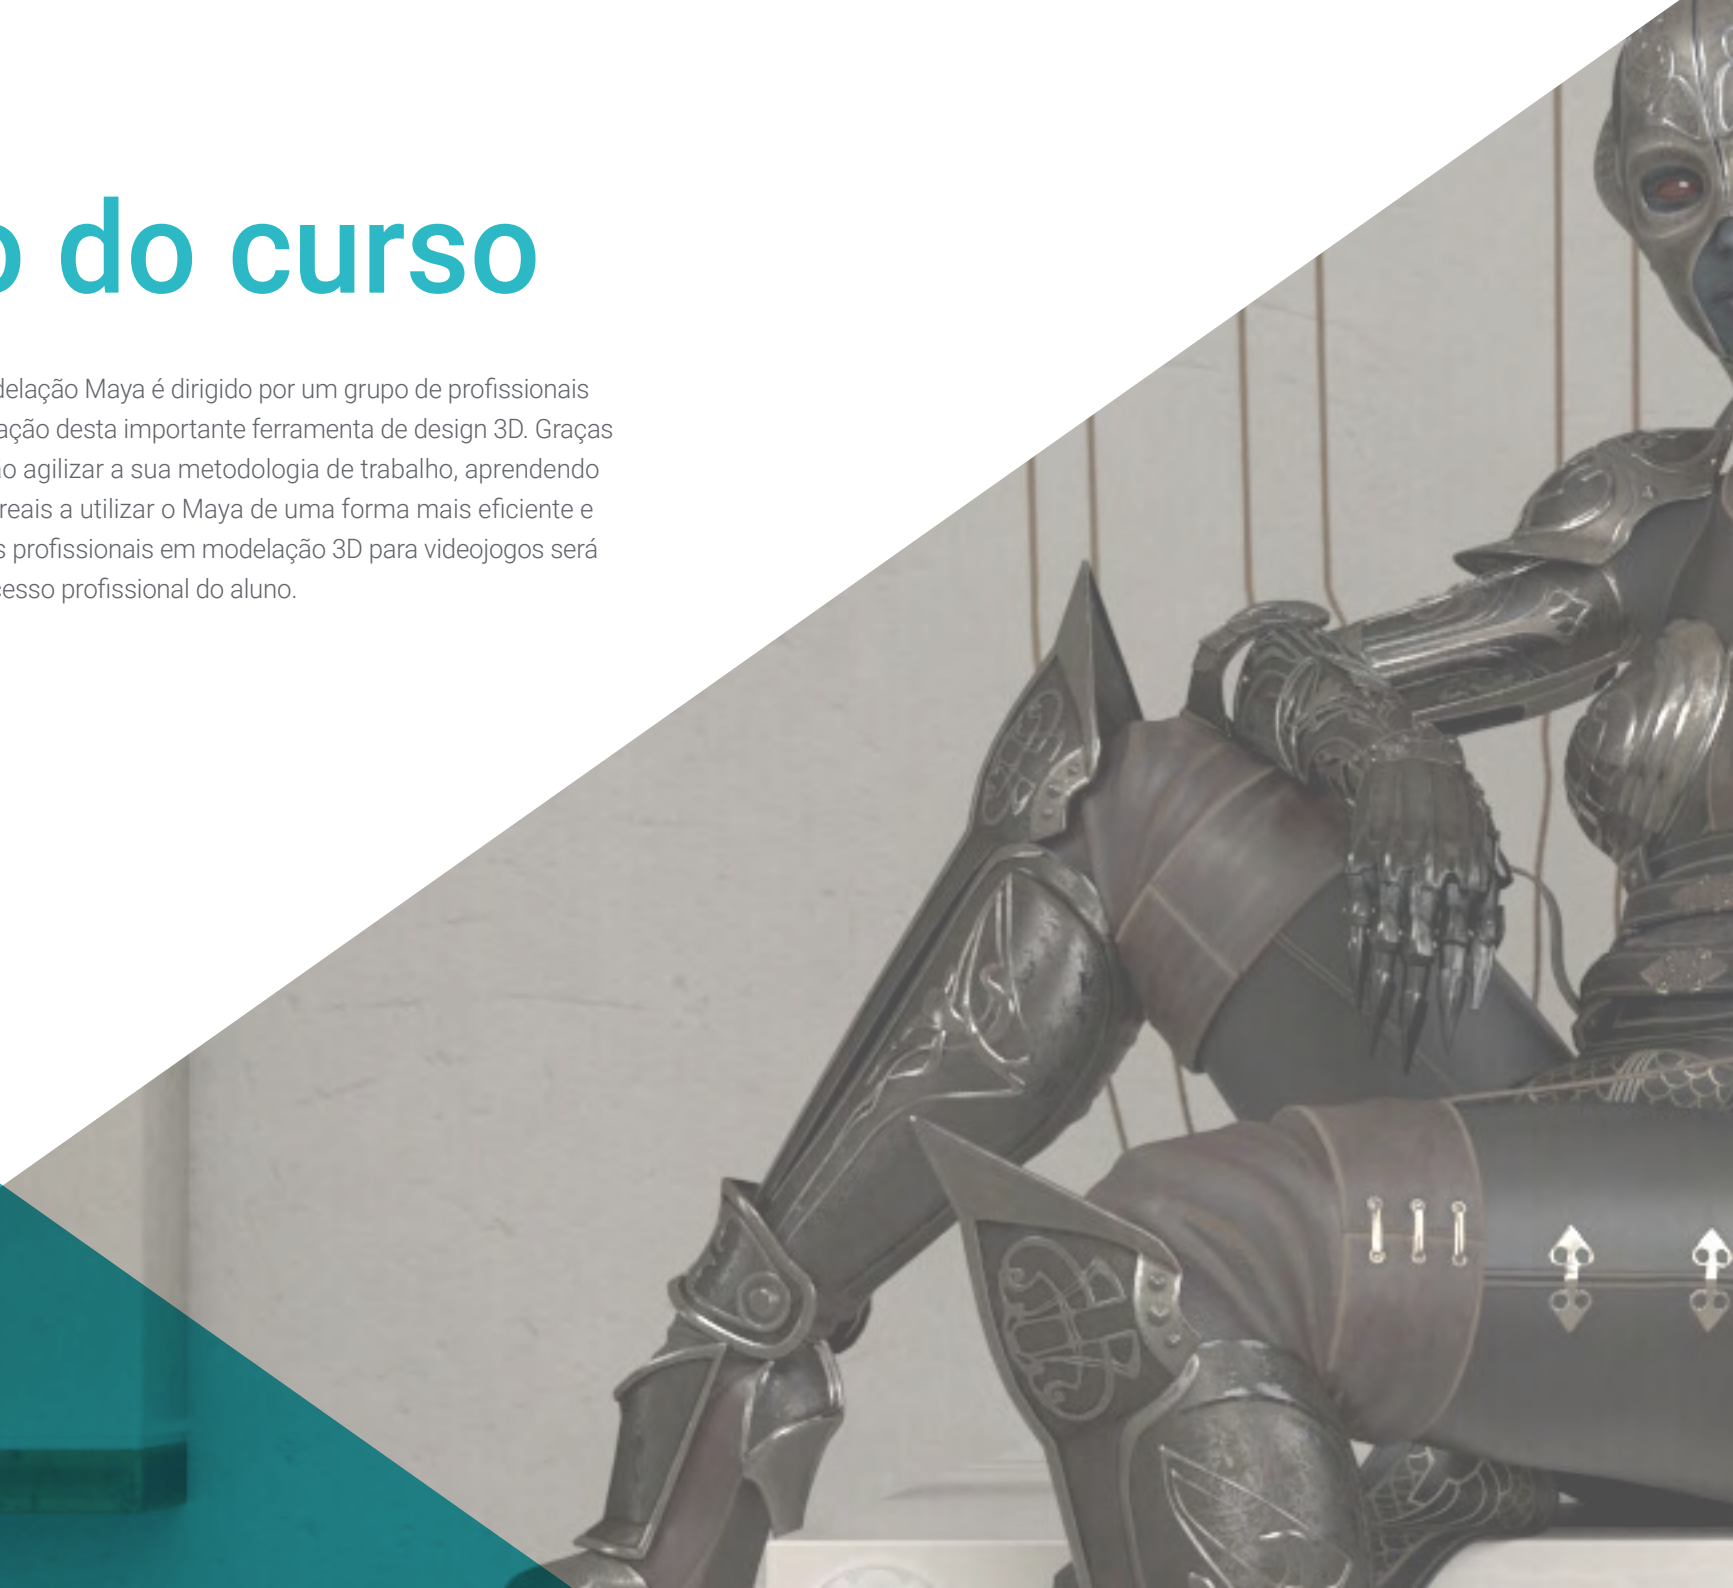 o do curso
delação Maya é dirigido por um grupo de profissionais
ação desta importante ferramenta de design 3D. Graças
ão agilizar a sua metodologia de trabalho, aprendendo
reais a utilizar o Maya de uma forma mais eficiente e
s profissionais em modelação 3D para videojogos será
cesso profissional do aluno.